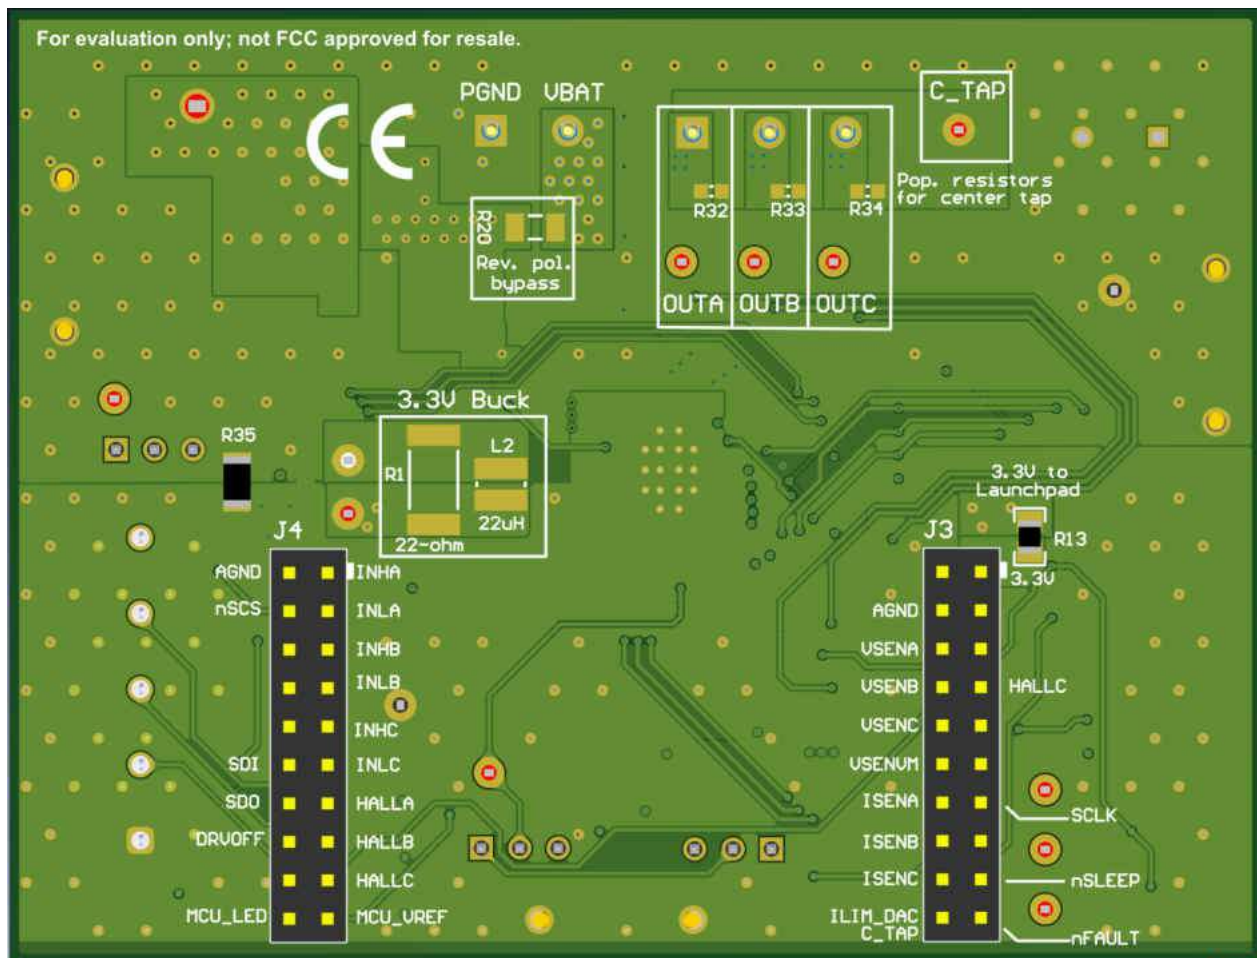 For evaluation only; not FCC approved for resale.
CE
PGND VBAT
C_TAP
Pop. resistors
for center tap
R32 R33 R34
OUTA OUTB OUTC
R20
Rev. pol.
bypass
3.3V Buck
R1
L2
22uH
22-ohm
R35
3.3V to
Launchpad
R13
3.3V
J4
AGND INHA
nSCS INLA
INHB
INLB
INHC
SDI INLC
SDO HALLA
DRVOFF HALLB
HALLC
MCU_LED MCU_VREF
J3
AGND
VSENA
VSENB HALLC
VSENC
VSENVM
ISENA SCLK
ISENB
ISENC nSLEEP
ILIM_DAC
C_TAP nFAULT